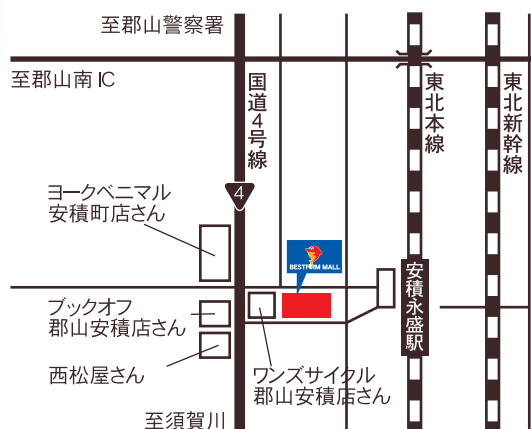 至郡山警察署
至郡山南IC
国道4号線
東北本線
東北新幹線
4
ヨークベニマル
安積町店さん
BESTFIRM MALL
安積永盛駅
ブックオフ
郡山安積店さん
西松屋さん
ワンズサイクル
郡山安積店さん
至須賀川